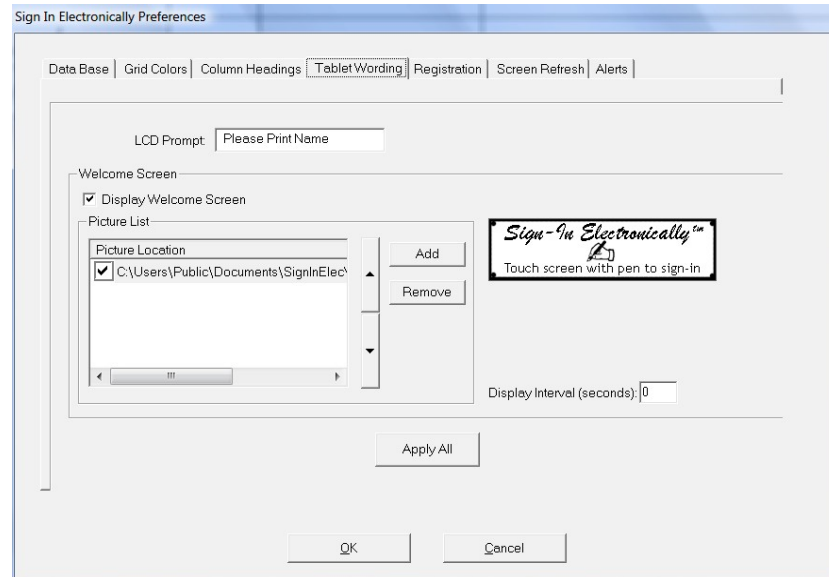 Sign In Electronically Preferences
Data Base Grid Colors Column Headings Tablet Wording Registration Screen Refresh Alerts
LCD Prompt: Please Print Name
Welcome Screen
Display Welcome Screen
Picture List
Picture Location
C:\Users\Public\Documents\SignInElec\
Add
Remove
Sign-In Electronically™
Touch screen with pen to sign-in
Display Interval (seconds): 0
Apply All
OK Cancel